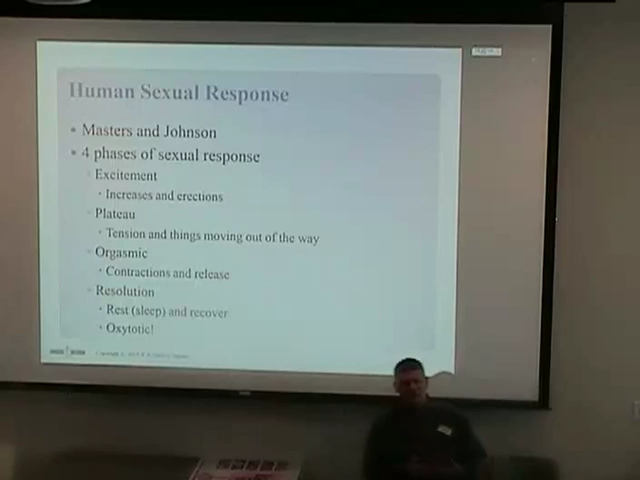 Human Sexual Response
• Masters and Johnson
• 4 phases of sexual response
Excitement
• Increases and erections
Plateau
• Tension and things moving out of the way
Orgasmic
• Contractions and release
Resolution
• Rest (sleep) and recover
• Oxytotic!